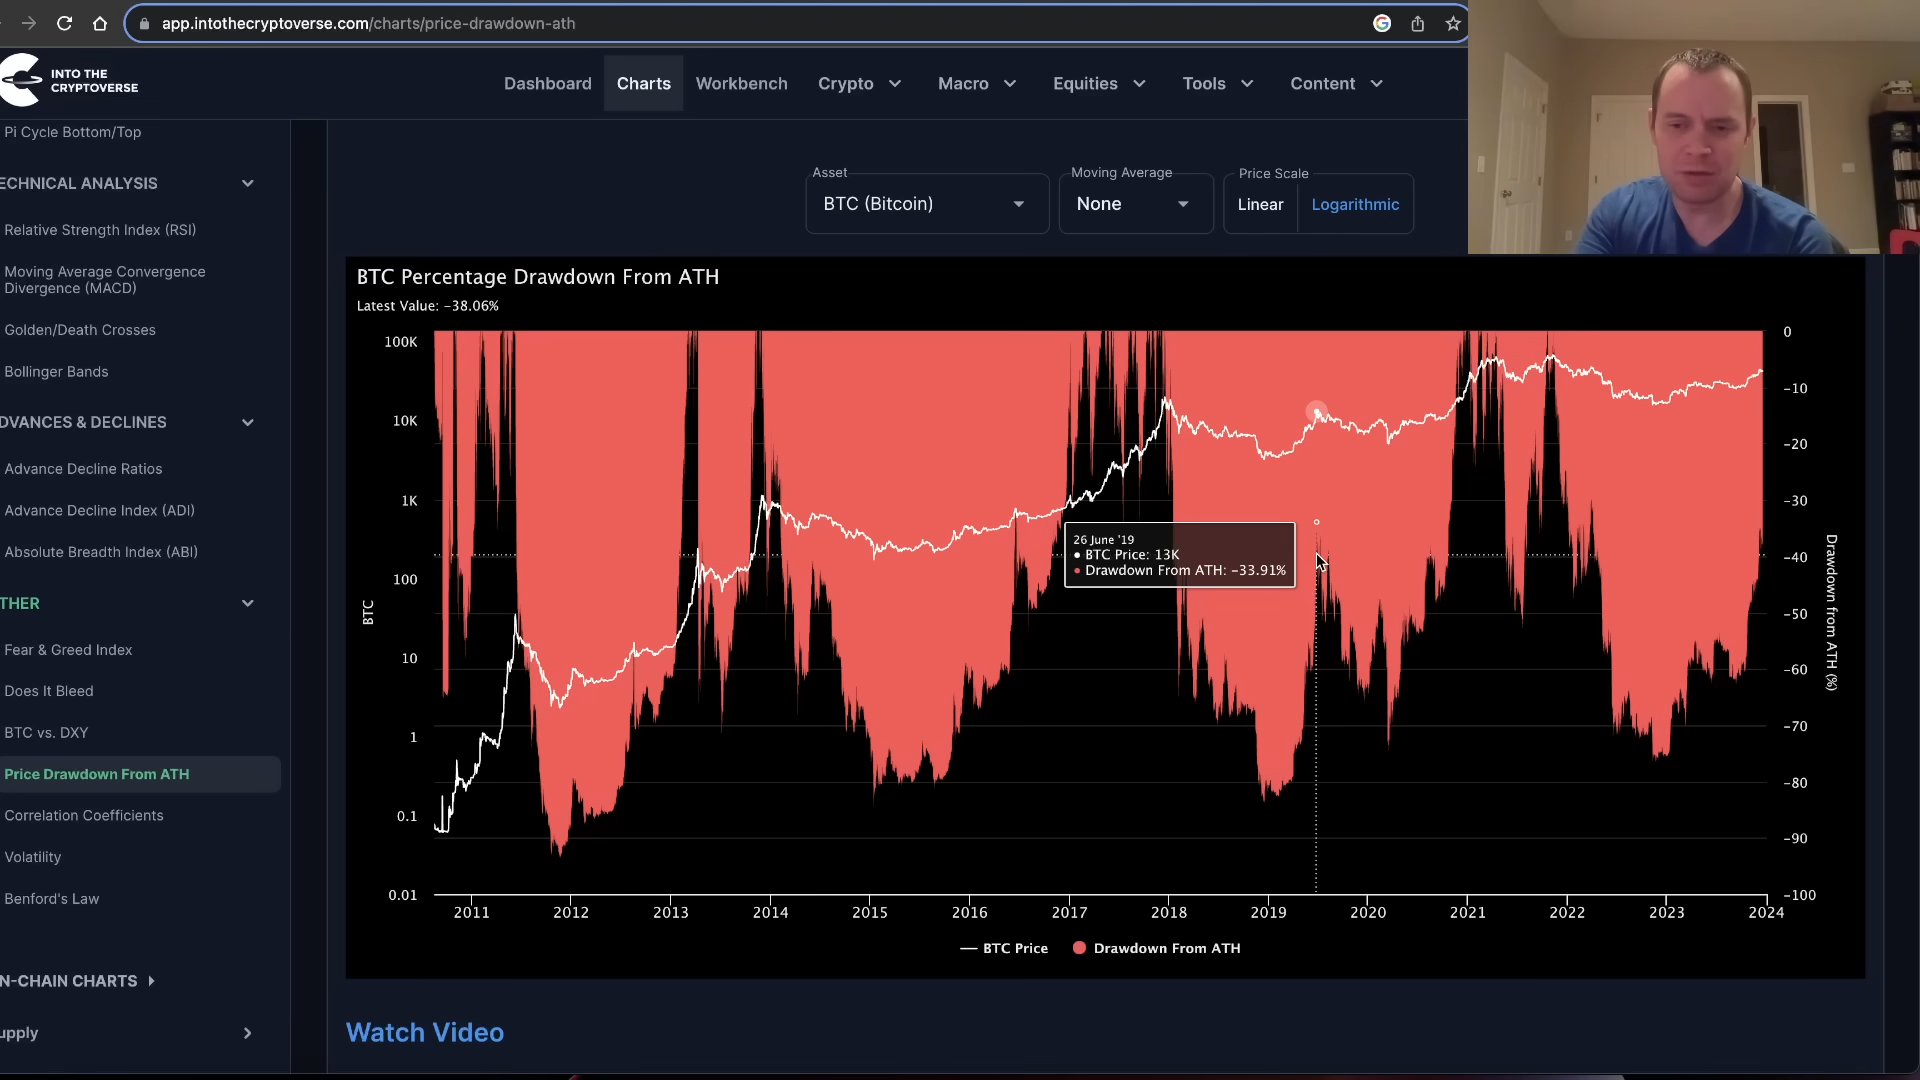 app.intothecryptoverse.com/charts/price-drawdown-ath
INTO THE
CRYPTOVERSE
Dashboard
Charts
Workbench
Crypto
Macro
Equities
Tools
Content
Pi Cycle Bottom/Top
ECHNICAL ANALYSIS
Relative Strength Index (RSI)
Moving Average Convergence
Divergence (MACD)
Golden/Death Crosses
Bollinger Bands
DVANCES & DECLINES
Advance Decline Ratios
Advance Decline Index (ADI)
Absolute Breadth Index (ABI)
THER
Fear & Greed Index
Does It Bleed
BTC vs. DXY
Price Drawdown From ATH
Correlation Coefficients
Volatility
Benford's Law
N-CHAIN CHARTS
upply
Asset
BTC (Bitcoin)
Moving Average
None
Price Scale
Linear
Logarithmic
BTC Percentage Drawdown From ATH
Latest Value: -38.06%
100K
10K
1K
100
10
1
0.1
0.01
BTC
0
-10
-20
-30
-40
-50
-60
-70
-80
-90
-100
Drawdown from ATH (%)
26 June '19
BTC Price: 13K
Drawdown From ATH: -33.91%
2011
2012
2013
2014
2015
2016
2017
2018
2019
2020
2021
2022
2023
2024
BTC Price
Drawdown From ATH
Watch Video